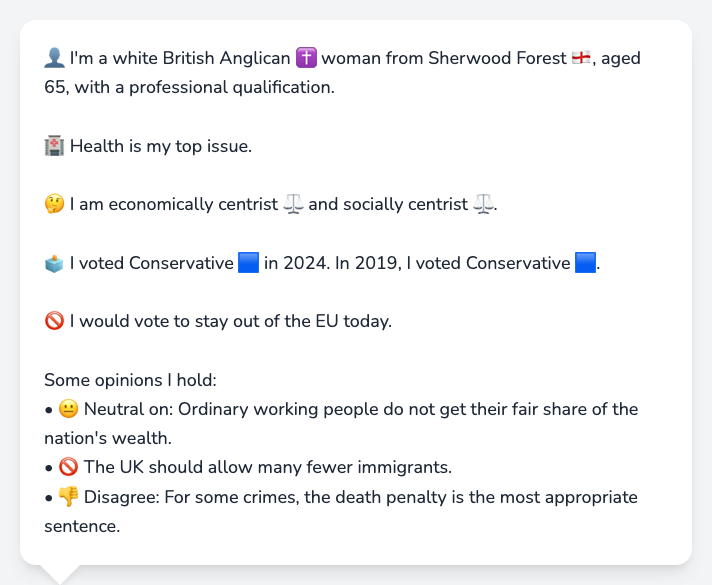 👤 I'm a white British Anglican ✝️ woman from Sherwood Forest 🏴󠁧󠁢󠁥󠁮󠁧󠁿, aged
65, with a professional qualification.
🏥 Health is my top issue.
🤔 I am economically centrist ⚖️ and socially centrist ⚖️.
🗳️ I voted Conservative 🟦 in 2024. In 2019, I voted Conservative 🟦.
🚫 I would vote to stay out of the EU today.
Some opinions I hold:
• 😐 Neutral on: Ordinary working people do not get their fair share of the
nation's wealth.
• 🚫 The UK should allow many fewer immigrants.
• 👎 Disagree: For some crimes, the death penalty is the most appropriate
sentence.